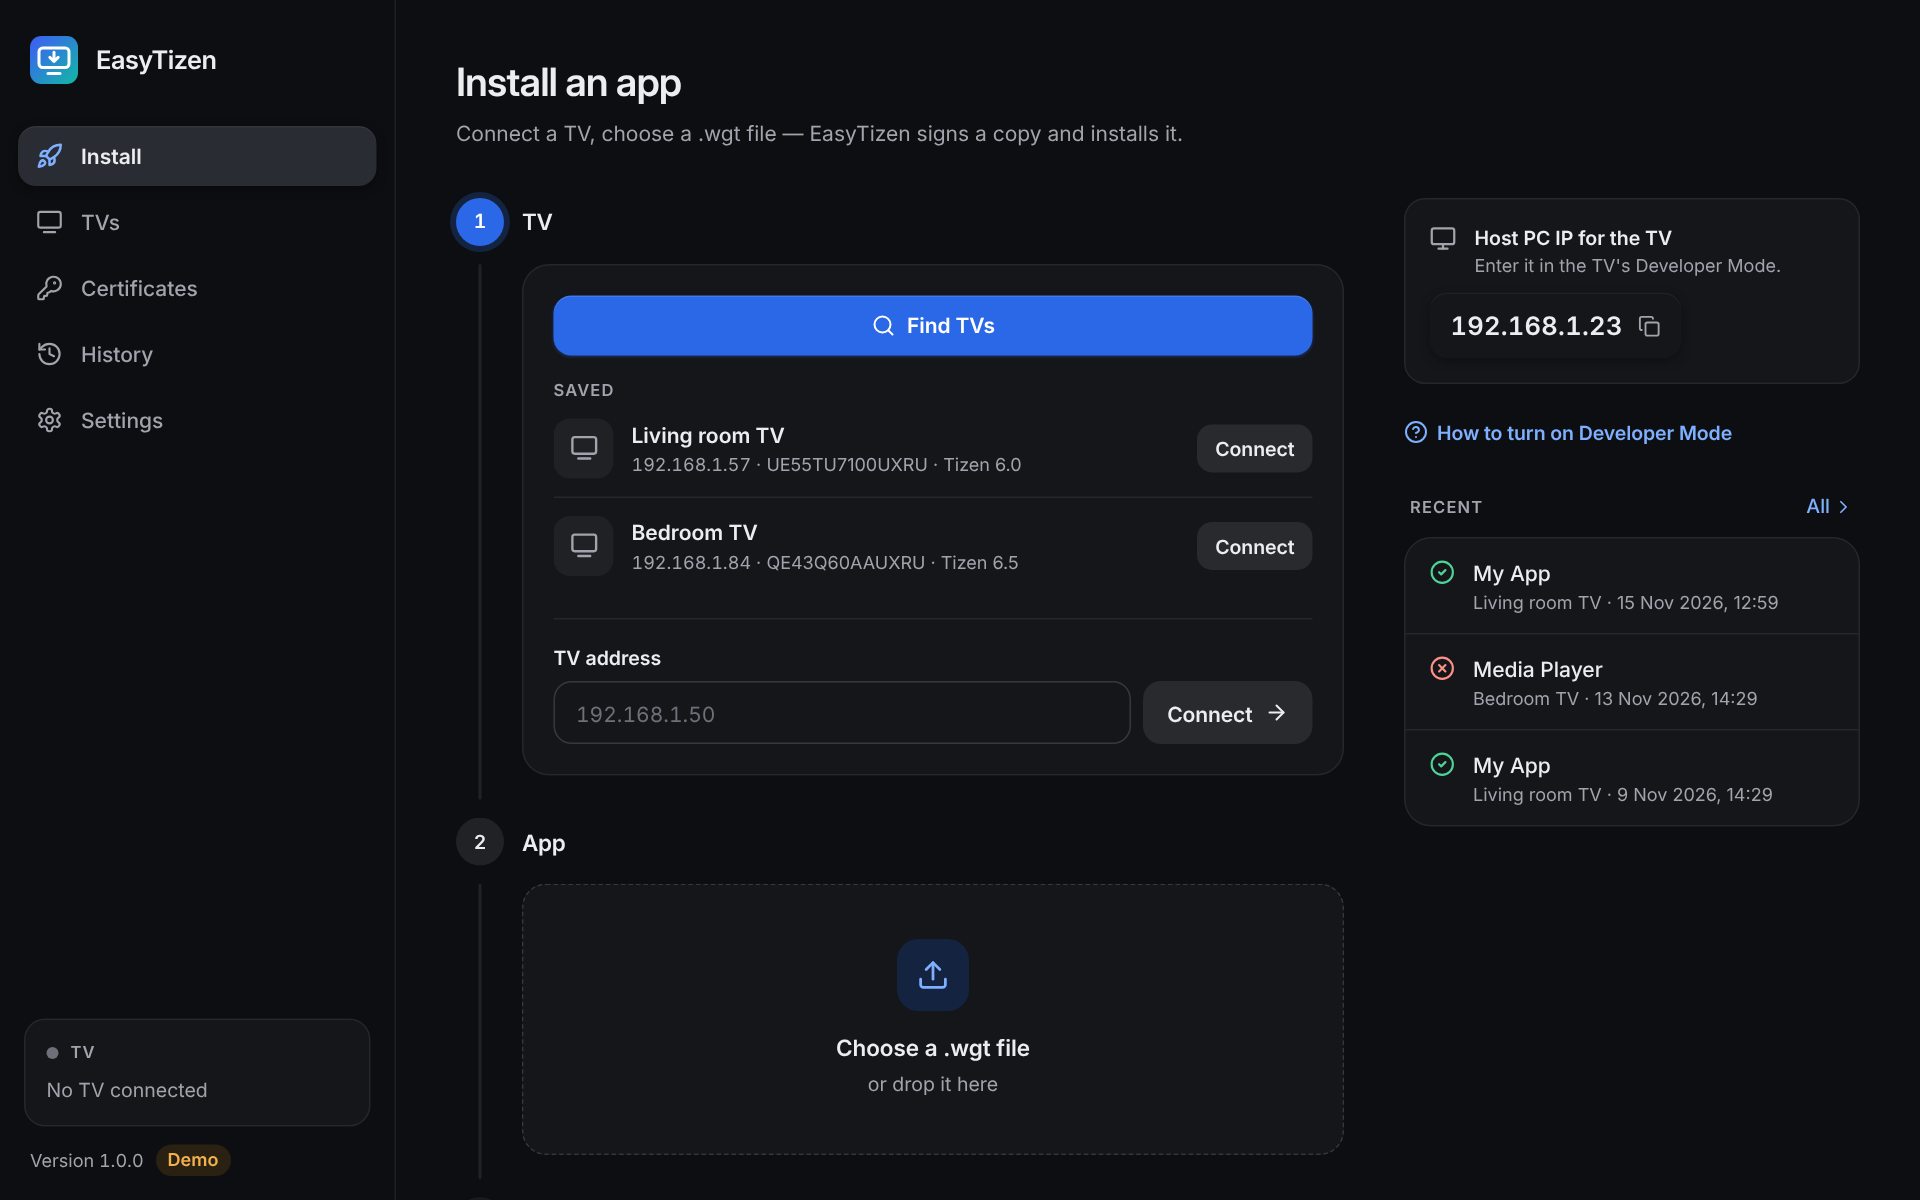 EasyTizen
Install
TVs
Certificates
History
Settings
TV
No TV connected
Version 1.0.0
Demo
Install an app
Connect a TV, choose a .wgt file — EasyTizen signs a copy and installs it.
1
TV
Find TVs
SAVED
Living room TV
192.168.1.57 · UE55TU7100UXRU · Tizen 6.0
Connect
Bedroom TV
192.168.1.84 · QE43Q60AAUXRU · Tizen 6.5
Connect
TV address
192.168.1.50
Connect
2
App
Choose a .wgt file
or drop it here
Host PC IP for the TV
Enter it in the TV's Developer Mode.
192.168.1.23
How to turn on Developer Mode
RECENT
All
My App
Living room TV · 15 Nov 2026, 12:59
Media Player
Bedroom TV · 13 Nov 2026, 14:29
My App
Living room TV · 9 Nov 2026, 14:29